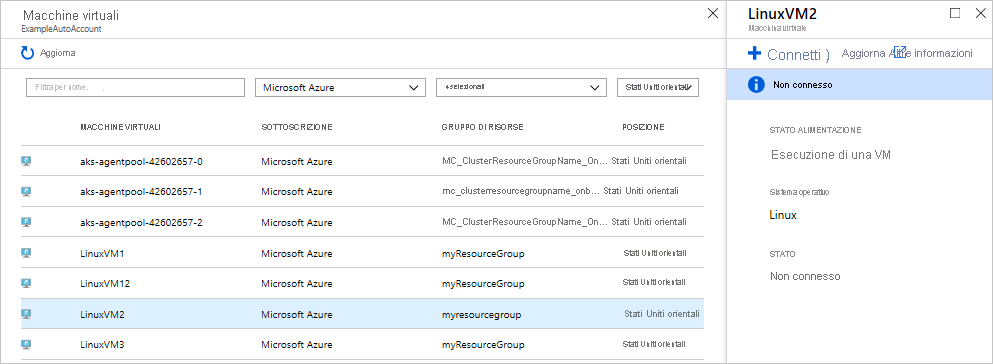 Macchine virtuali
ExampleAutoAccount
Aggiorna
Filtra per nome.
Microsoft Azure
4 selezionati
Stati Uniti orientali
MACCHINE VIRTUALI SOTTOSCRIZIONE GRUPPO DI RISORSE POSIZIONE
aks-agentpool-42602657-0 Microsoft Azure MC_ClusterResourceGroupName_On... Stati Uniti orientali
aks-agentpool-42602657-1 Microsoft Azure mc_clusterresourcegroupname_onb... Stati Uniti orientali
aks-agentpool-42602657-2 Microsoft Azure MC_ClusterResourceGroupName_On... Stati Uniti orientali
LinuxVM1 Microsoft Azure myResourceGroup Stati Uniti orientali
LinuxVM12 Microsoft Azure myResourceGroup Stati Uniti orientali
LinuxVM2 Microsoft Azure myresourcegroup Stati Uniti orientali
LinuxVM3 Microsoft Azure myResourceGroup Stati Uniti orientali
LinuxVM2
Macchina virtuale
Connetti ) Aggiorna Altre informazioni
Non connesso
STATO ALIMENTAZIONE
Esecuzione di una VM
Sistema operativo
Linux
STATO
Non connesso